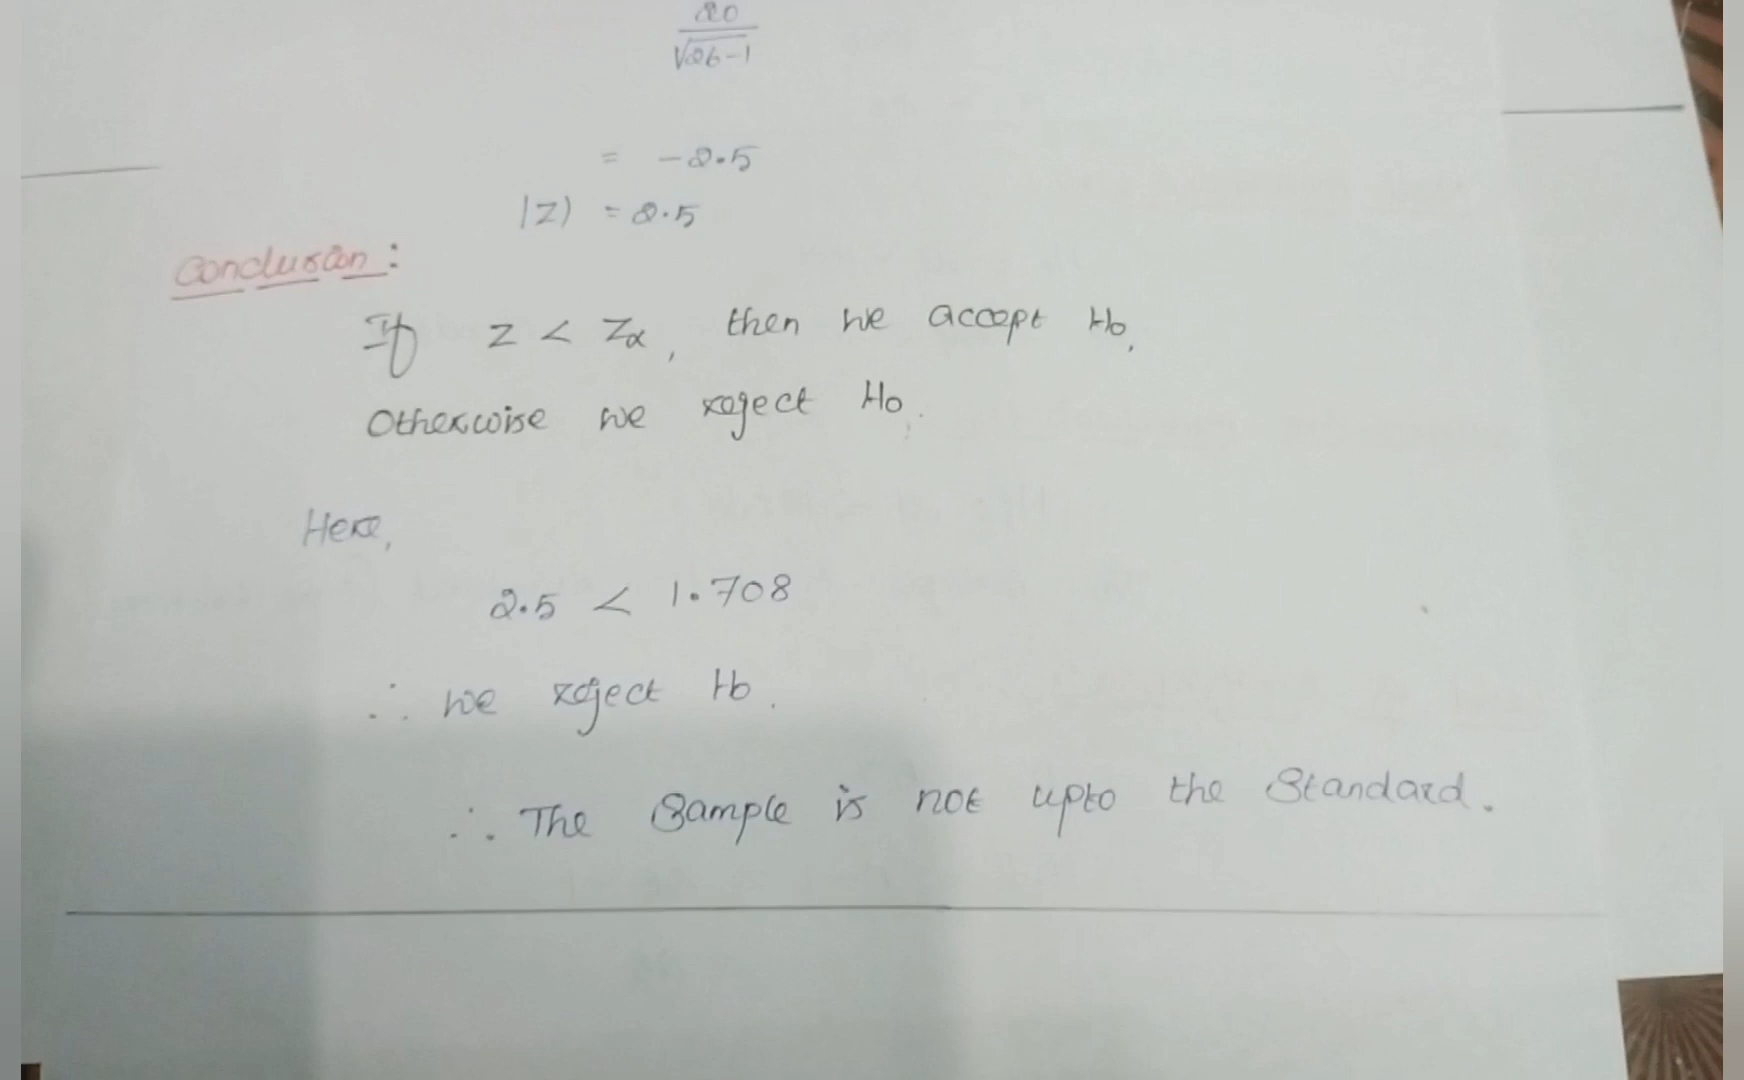 20
√26-1
= -2.5
|Z| = 2.5
Conclusion:
If Z < Zα, then we accept H0.
Otherwise we reject H0.
Here,
2.5 < 1.708
∴ we reject H0.
∴ The Sample is not upto the Standard.